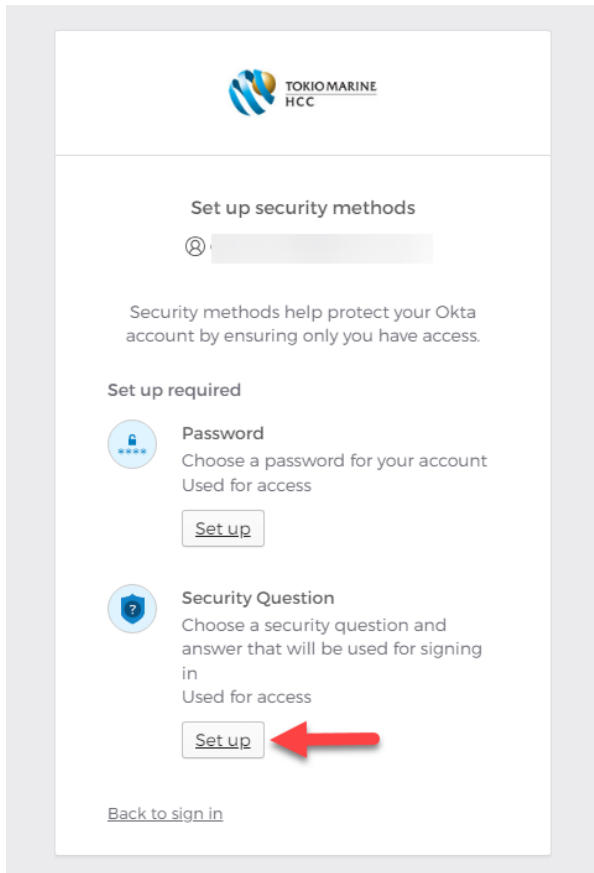 TOKIO MARINE
HCC
Set up security methods
Security methods help protect your Okta
account by ensuring only you have access.
Set up required
Password
Choose a password for your account
Used for access
Set up
?
Security Question
Choose a security question and
answer that will be used for signing
in
Used for access
Set up
Back to sign in